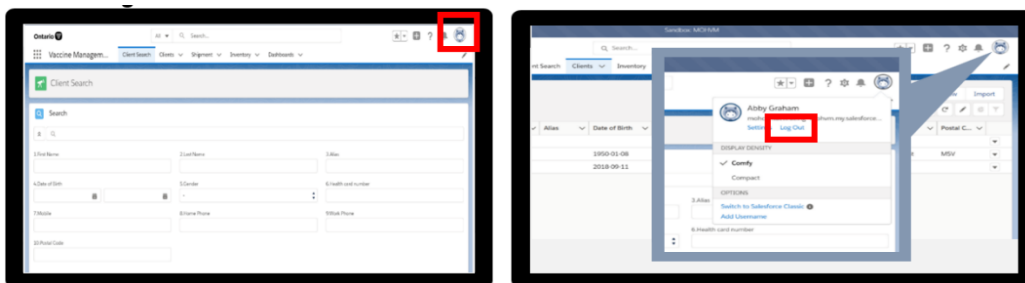 Ontario
All
Search...
?
Vaccine Managem...
Client Search
Clients
Shipment
Inventory
Dashboards
Client Search
Search
1.First Name
2.Last Name
3.Alias
4.Date of Birth
5.Gender
6.Health card number
7.Mobile
8.Home Phone
9.Work Phone
10.Postal Code
Sandbox: MOHMM
Search...
?
nt Search
Clients
Inventory
Import
Alias
Date of Birth
Postal C...
1950-01-08
M5V
2018-09-11
?
Abby Graham
Settings
Log Out
DISPLAY DENSITY
Comfy
Compact
OPTIONS
Switch to Salesforce Classic
Add Username
3.Alias
6.Health card number